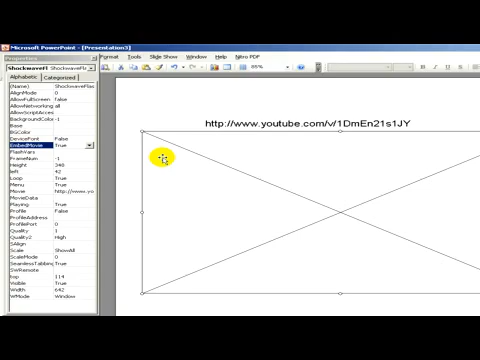 Microsoft PowerPoint - [Presentation3]
Format Tools Slide Show Window Help Nitro PDF
Properties
85%
ShockwaveF1 ShockwaveFlas
Alphabetic Categorized
(Name) ShockwaveFlas
AlignMode 0
AllowFullScreen false
AllowNetworking all
AllowScriptAcces
BackgroundColor -1
Base
BGColor
DeviceFont False
EmbedMovie True
FlashVars
FrameNum -1
Height 348
left 42
Loop True
Menu True
Movie http://www.yo
MovieData
Playing True
Profile False
ProfileAddress
ProfilePort 0
Quality 1
Quality2 High
SAlign
Scale ShowAll
ScaleMode 0
SeamlessTabbing True
SWRemote
top 114
Visible True
Width 642
WMode Window
http://www.youtube.com/v/1DmEn21s1JY